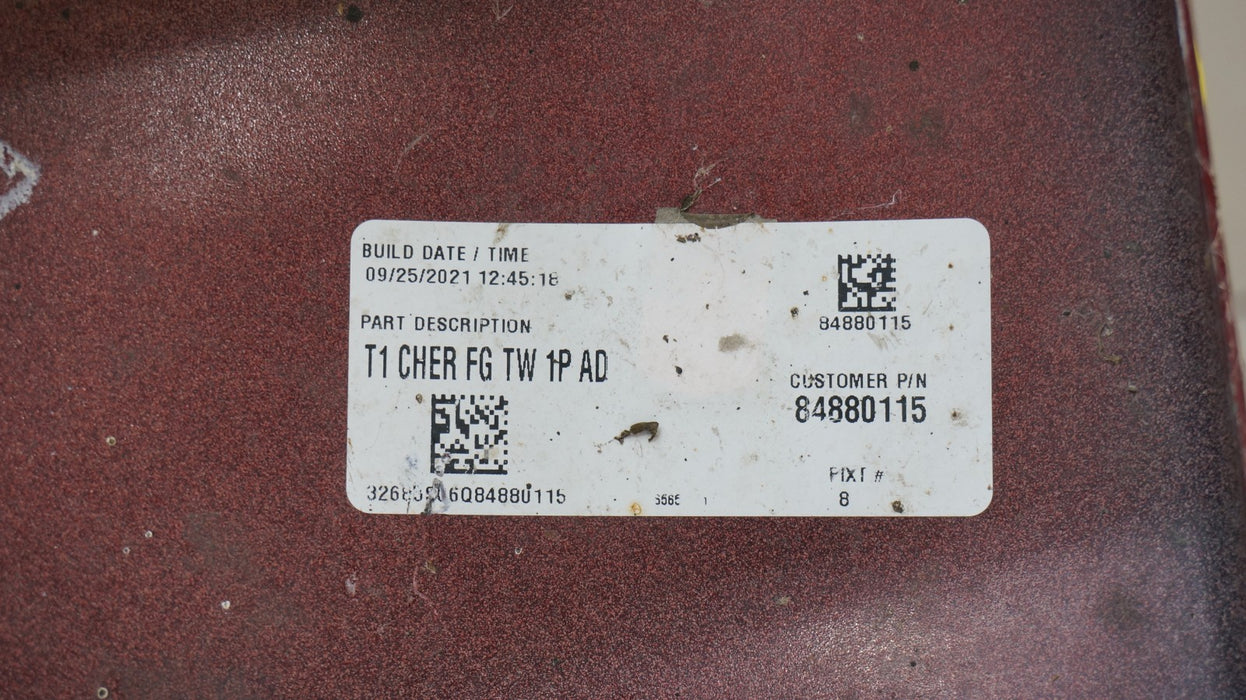 BUILD DATE / TIME
09/25/2021 12:45:18
84880115
PART DESCRIPTION
T1 CHER FG TW 1P AD
CUSTOMER P/N
84880115
FIXT #
8